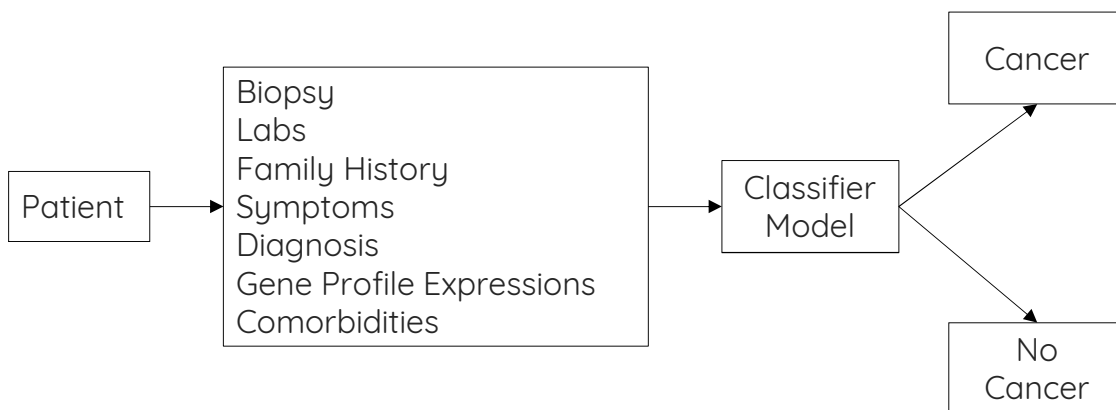 Patient
Biopsy
Labs
Family History
Symptoms
Diagnosis
Gene Profile Expressions
Comorbidities
Classifier
Model
Cancer
No
Cancer